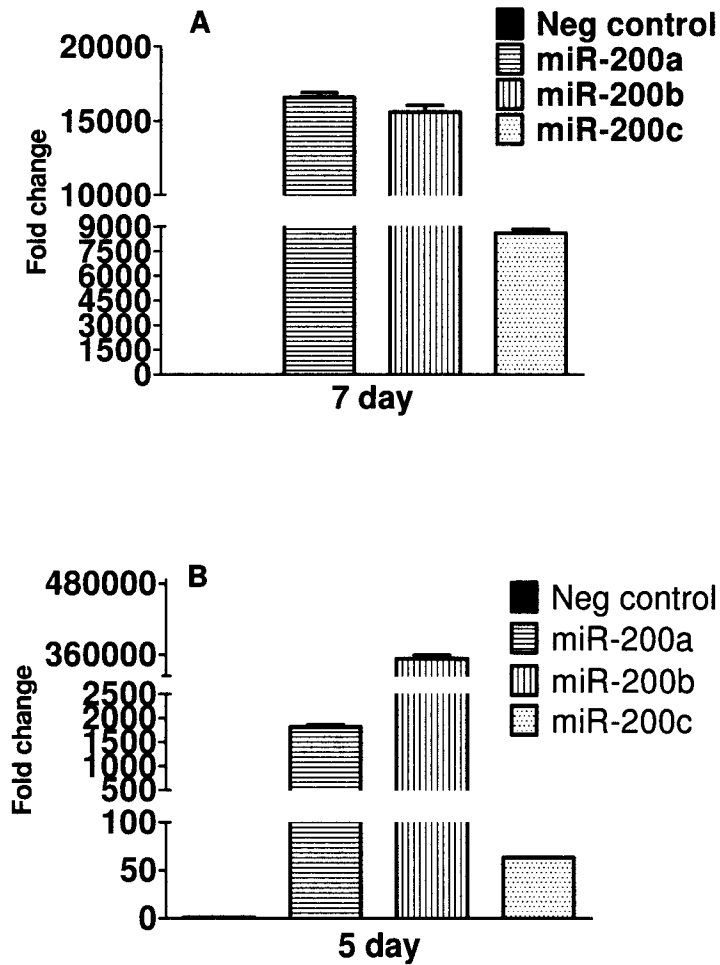 A
Neg control
miR-200a
miR-200b
miR-200c
Fold change
20000
15000
10000
9000
7500
6000
4500
3000
1500
0
7 day
B
Neg control
miR-200a
miR-200b
miR-200c
Fold change
480000
360000
2500
2000
1500
1000
500
100
50
0
5 day